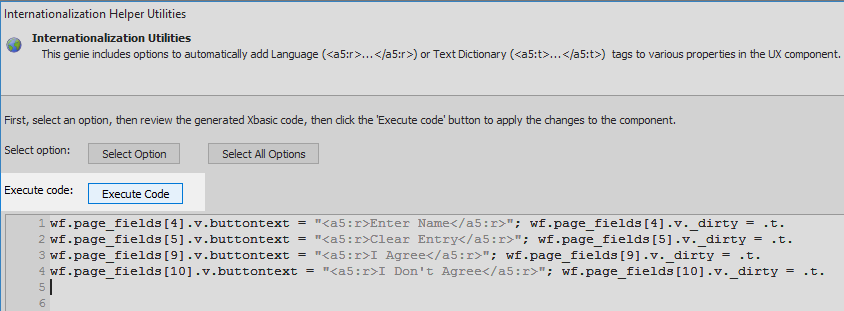 Internationalization Helper Utilities
Internationalization Utilities
This genie includes options to automatically add Language (<a5:r>...</a5:r>) or Text Dictionary (<a5:t>...</a5:t>) tags to various properties in the UX component.
First, select an option, then review the generated Xbasic code, then click the 'Execute code' button to apply the changes to the component.
Select option: Select Option Select All Options
Execute code: Execute Code
1 wf.page_fields[4].v.buttontext = "<a5:r>Enter Name</a5:r>"; wf.page_fields[4].v._dirty = .t.
2 wf.page_fields[5].v.buttontext = "<a5:r>Clear Entry</a5:r>"; wf.page_fields[5].v._dirty = .t.
3 wf.page_fields[9].v.buttontext = "<a5:r>I Agree</a5:r>"; wf.page_fields[9].v._dirty = .t.
4 wf.page_fields[10].v.buttontext = "<a5:r>I Don't Agree</a5:r>"; wf.page_fields[10].v._dirty = .t.
5
6